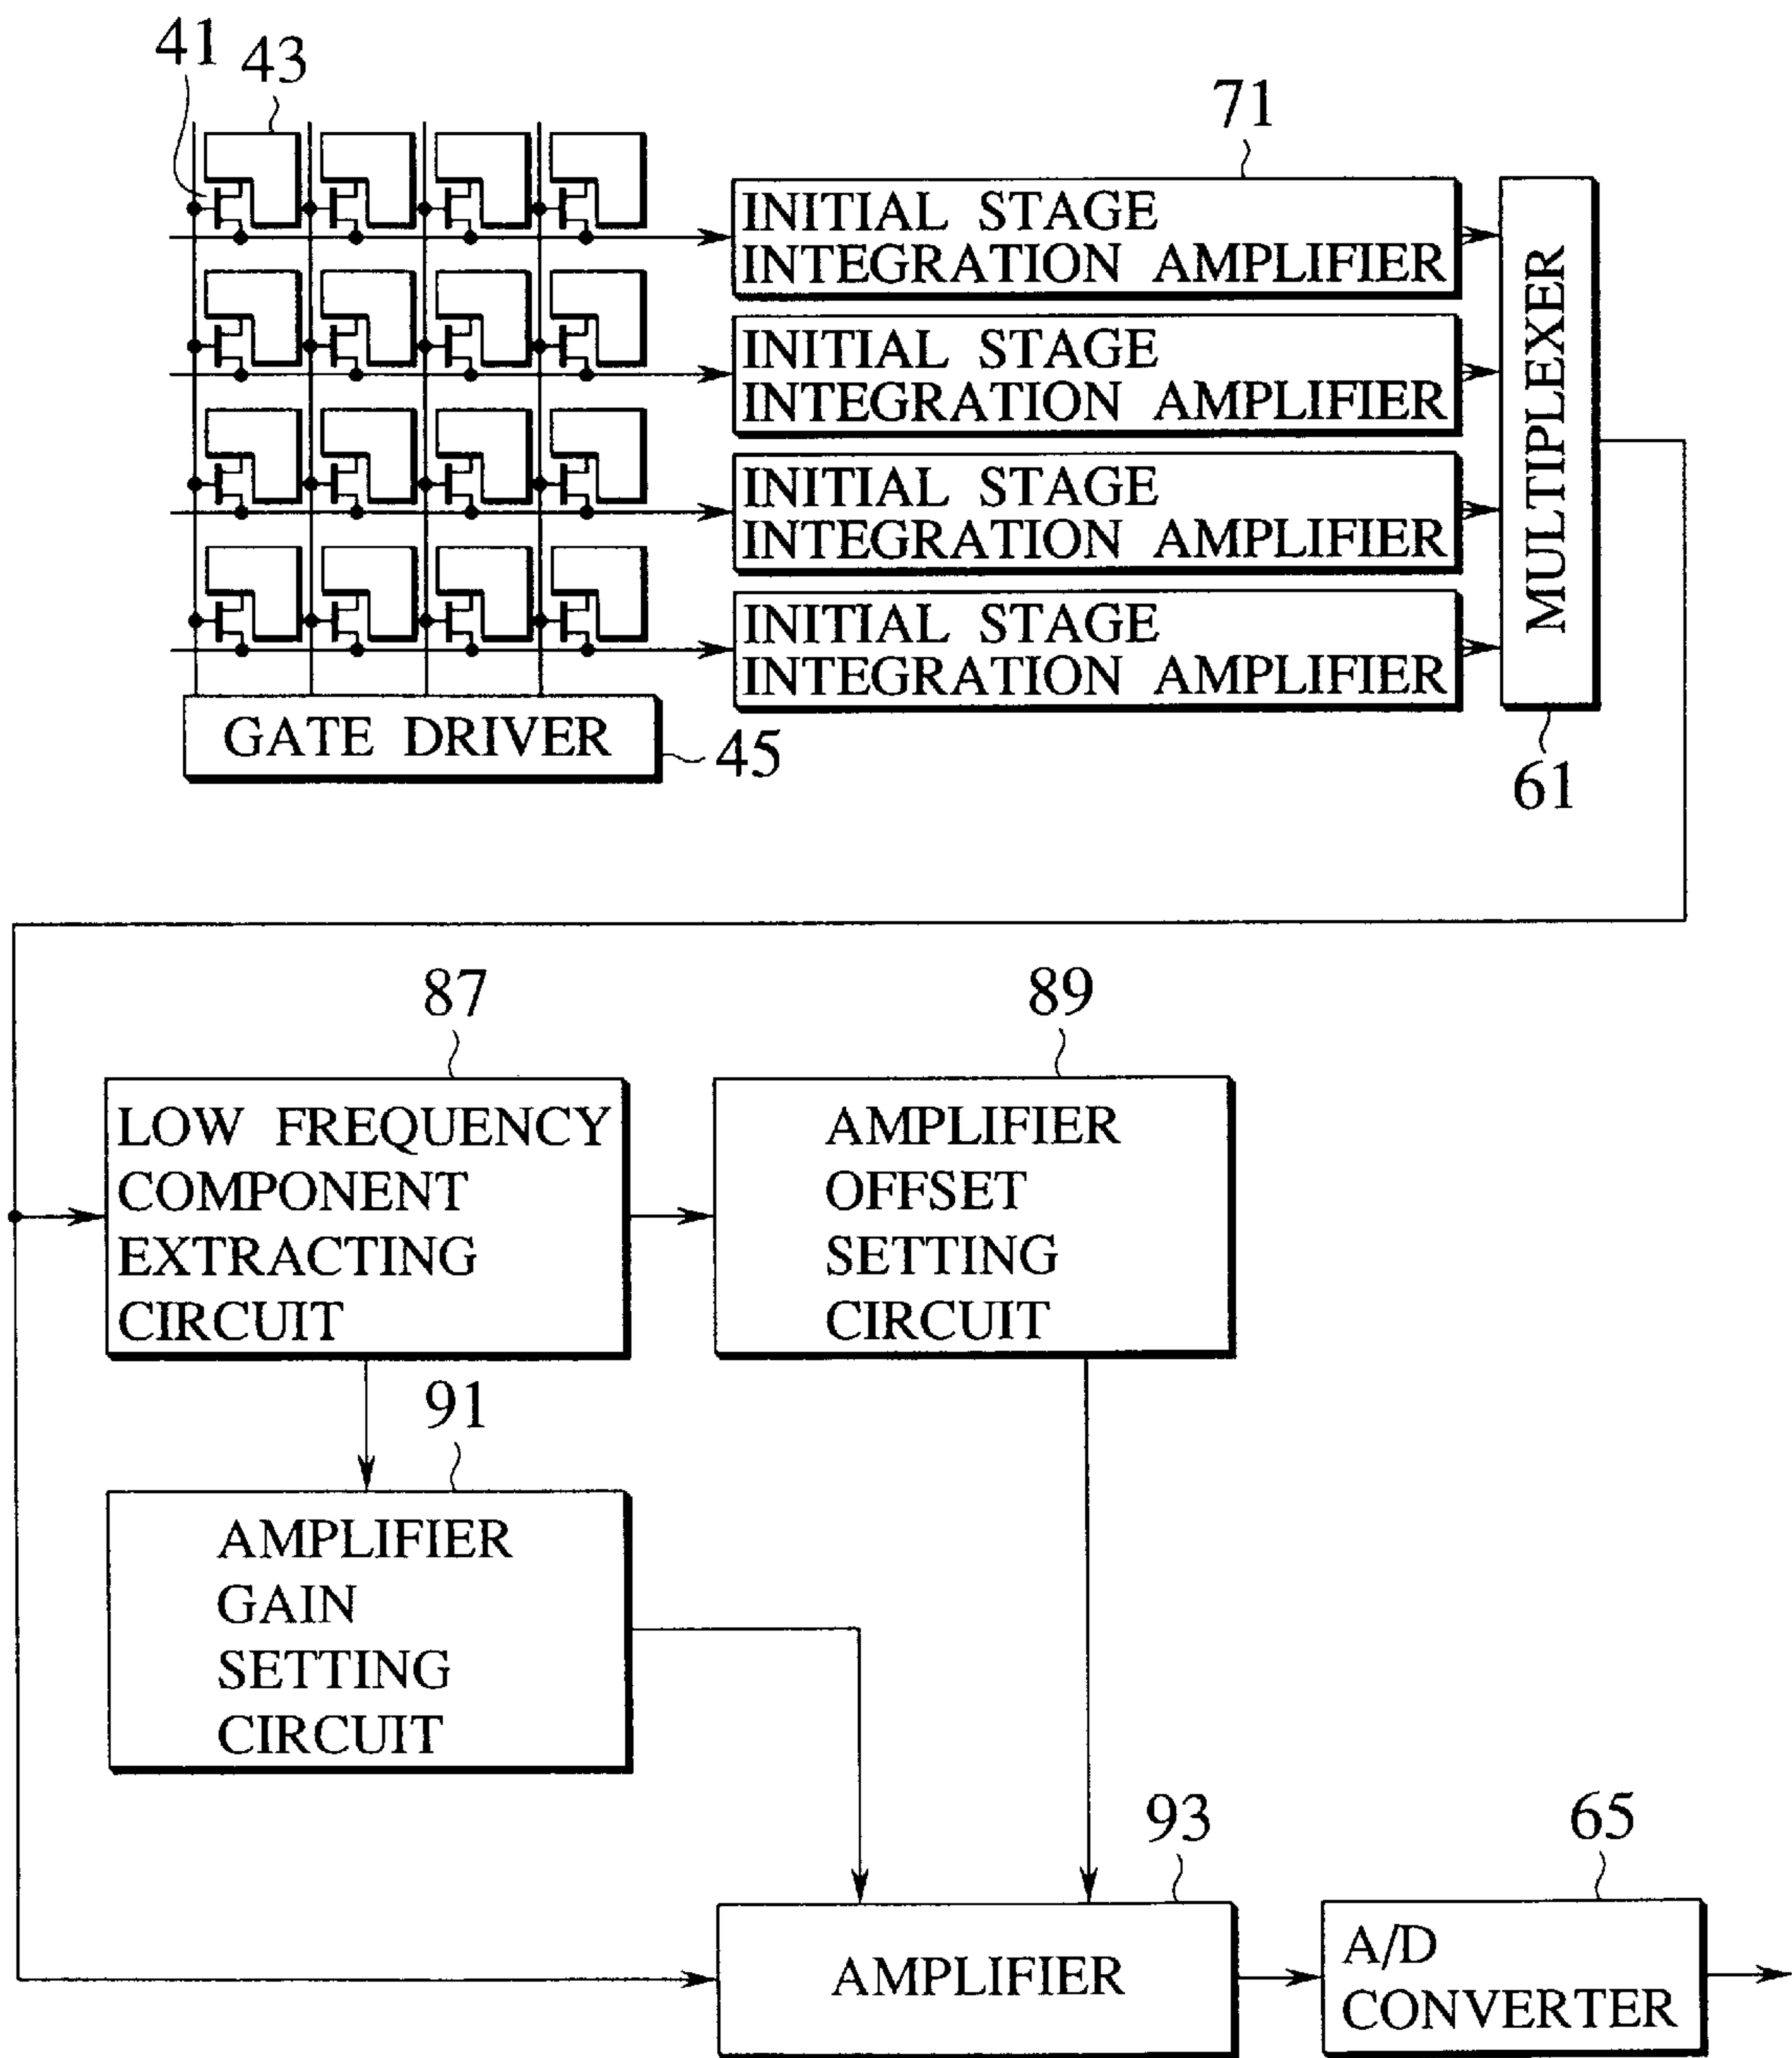 41
43
71
INITIAL STAGE
INTEGRATION AMPLIFIER
INITIAL STAGE
INTEGRATION AMPLIFIER
INITIAL STAGE
INTEGRATION AMPLIFIER
INITIAL STAGE
INTEGRATION AMPLIFIER
MULTIPLEXER
GATE DRIVER
45
61
87
89
LOW FREQUENCY
COMPONENT
EXTRACTING
CIRCUIT
AMPLIFIER
OFFSET
SETTING
CIRCUIT
91
AMPLIFIER
GAIN
SETTING
CIRCUIT
93
65
AMPLIFIER
A/D
CONVERTER